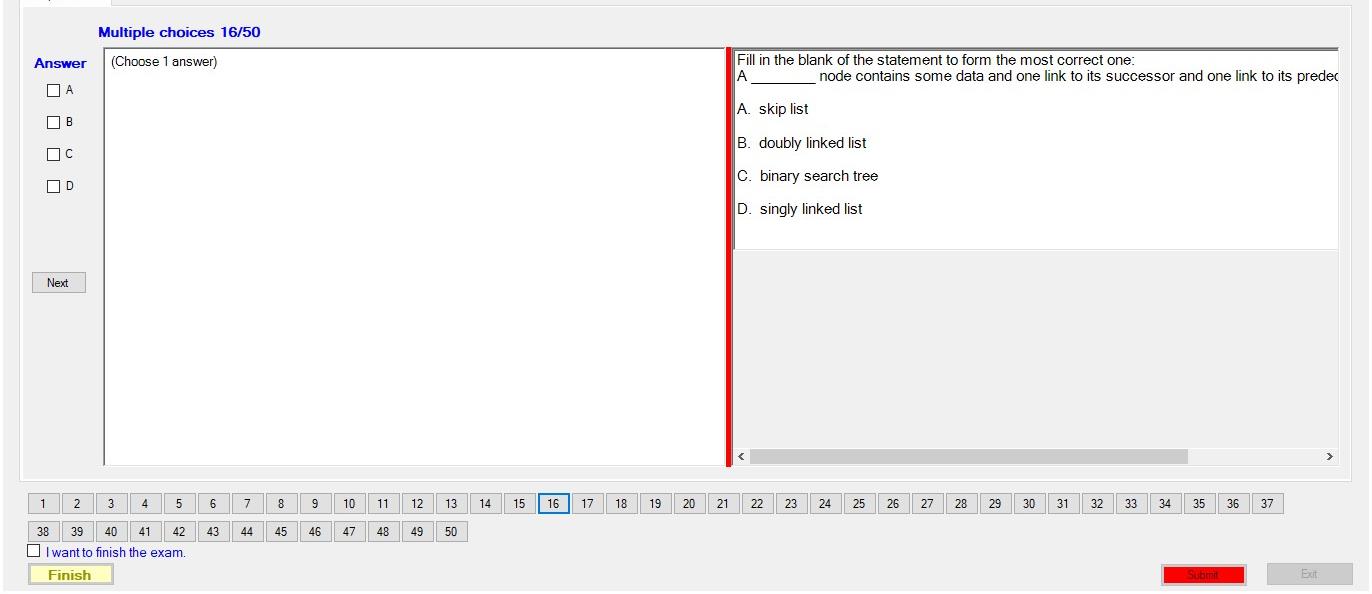 Multiple choices 16/50
Answer
A
B
C
D
Next
(Choose 1 answer)
Fill in the blank of the statement to form the most correct one:
A ________ node contains some data and one link to its successor and one link to its predec
A. skip list
B. doubly linked list
C. binary search tree
D. singly linked list
1 2 3 4 5 6 7 8 9 10 11 12 13 14 15 16 17 18 19 20 21 22 23 24 25 26 27 28 29 30 31 32 33 34 35 36 37
38 39 40 41 42 43 44 45 46 47 48 49 50
I want to finish the exam.
Finish
Submit
Exit